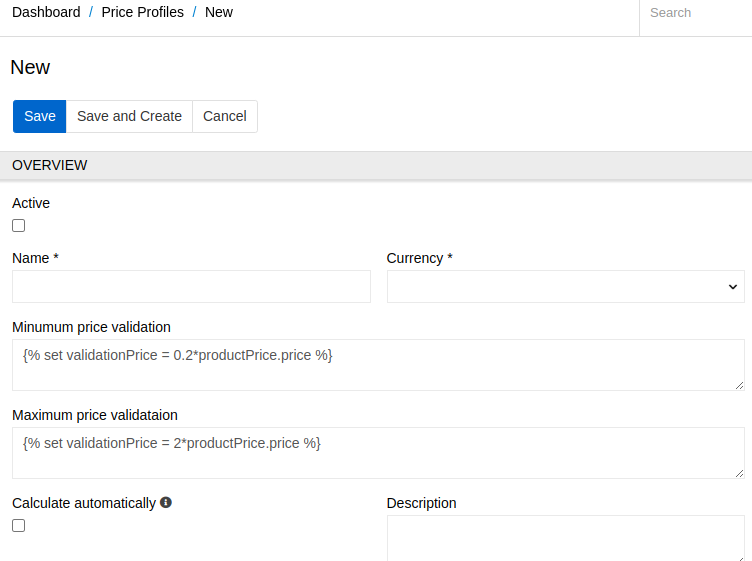 Dashboard / Price Profiles / New
Search
New
Save Save and Create Cancel
OVERVIEW
Active
Name * Currency *
Minumum price validation
{% set validationPrice = 0.2*productPrice.price %}
Maximum price validataion
{% set validationPrice = 2*productPrice.price %}
Calculate automatically Description